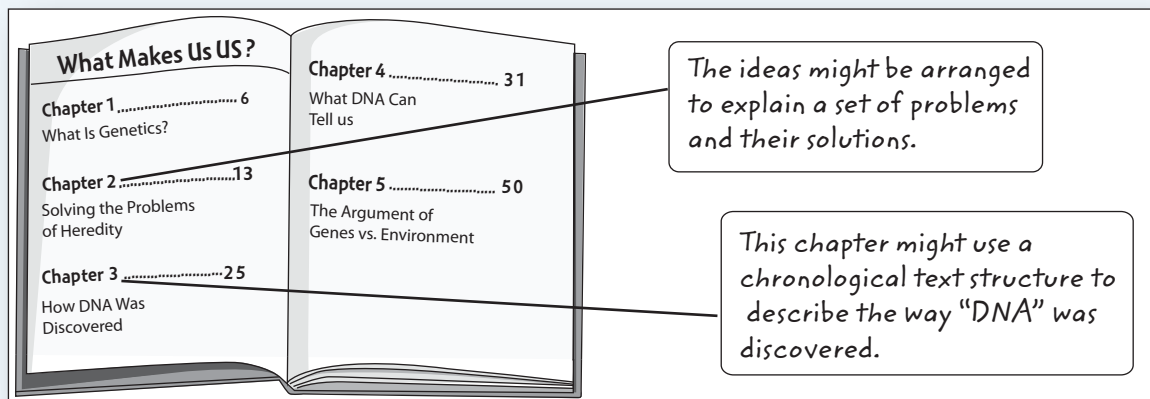 What Makes Us US?
Chapter 1 ........................... 6
What Is Genetics?
Chapter 2 ........................... 13
Solving the Problems
of Heredity
Chapter 3 ........................ 25
How DNA Was
Discovered
Chapter 4 ........................ 31
What DNA Can
Tell us
Chapter 5 ........................ 50
The Argument of
Genes vs. Environment
The ideas might be arranged
to explain a set of problems
and their solutions.
This chapter might use a
chronological text structure to
describe the way “DNA” was
discovered.